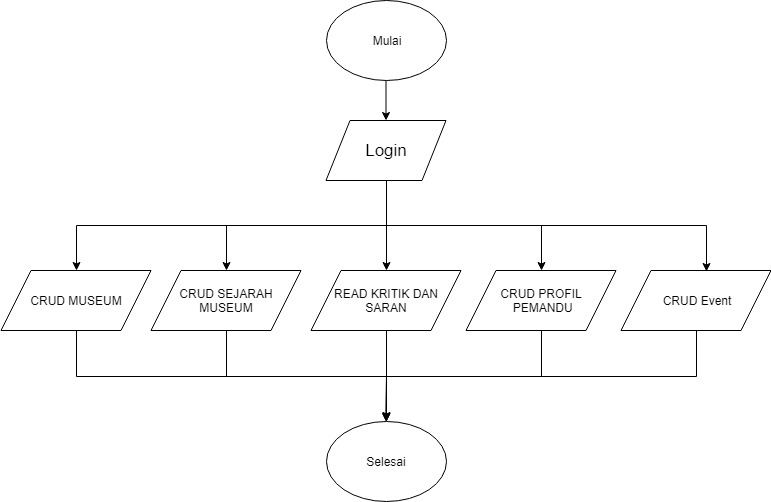 Mulai
Login
CRUD MUSEUM
CRUD SEJARAH
MUSEUM
READ KRITIK DAN
SARAN
CRUD PROFIL
PEMANDU
CRUD Event
Selesai